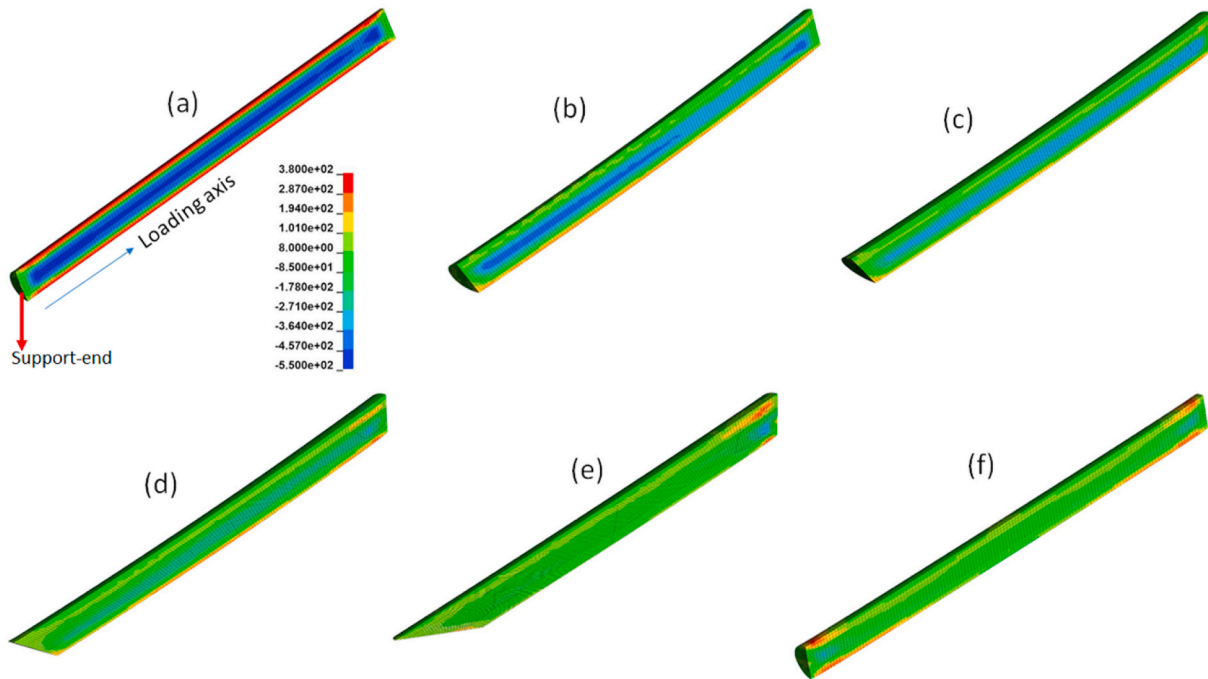 (a)
(b)
(c)
Loading axis
3.800e+02
2.870e+02
1.940e+02
1.010e+02
8.000e+00
-8.500e+01
-1.780e+02
-2.710e+02
-3.640e+02
-4.570e+02
-5.500e+02
Support-end
(d)
(e)
(f)